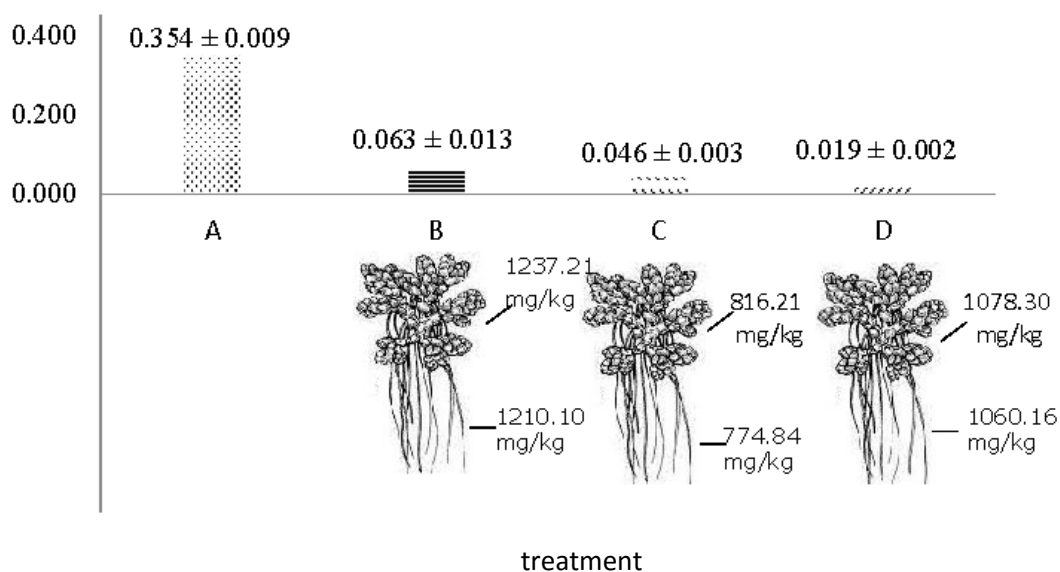 0.400
0.200
0.000
0.354 ± 0.009
0.063 ± 0.013
0.046 ± 0.003
0.019 ± 0.002
A
B
C
D
1237.21
mg/kg
1210.10
mg/kg
816.21
mg/kg
774.84
mg/kg
1078.30
mg/kg
1060.16
mg/kg
treatment